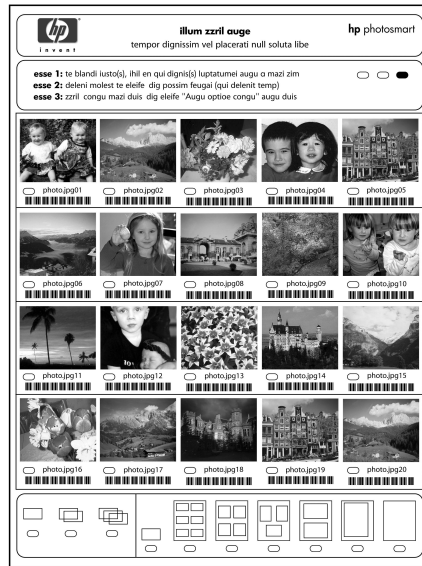 hp
invent
illum zzril auge
tempor dignissim vel placerati null soluta libe
hp photosmart
esse 1: te blandi iusto(s), ihil en qui dignis(s) luptatumei augu a mazi zim
esse 2: deleni molest te eleife dig possim feugai (qui delenit temp)
esse 3: zzril congu mazi duis dig eleife "Augu optioe congu" augu duis
photo.jpg01 photo.jpg02 photo.jpg03 photo.jpg04 photo.jpg05
photo.jpg06 photo.jpg07 photo.jpg08 photo.jpg09 photo.jpg10
photo.jpg11 photo.jpg12 photo.jpg13 photo.jpg14 photo.jpg15
photo.jpg16 photo.jpg17 photo.jpg18 photo.jpg19 photo.jpg20